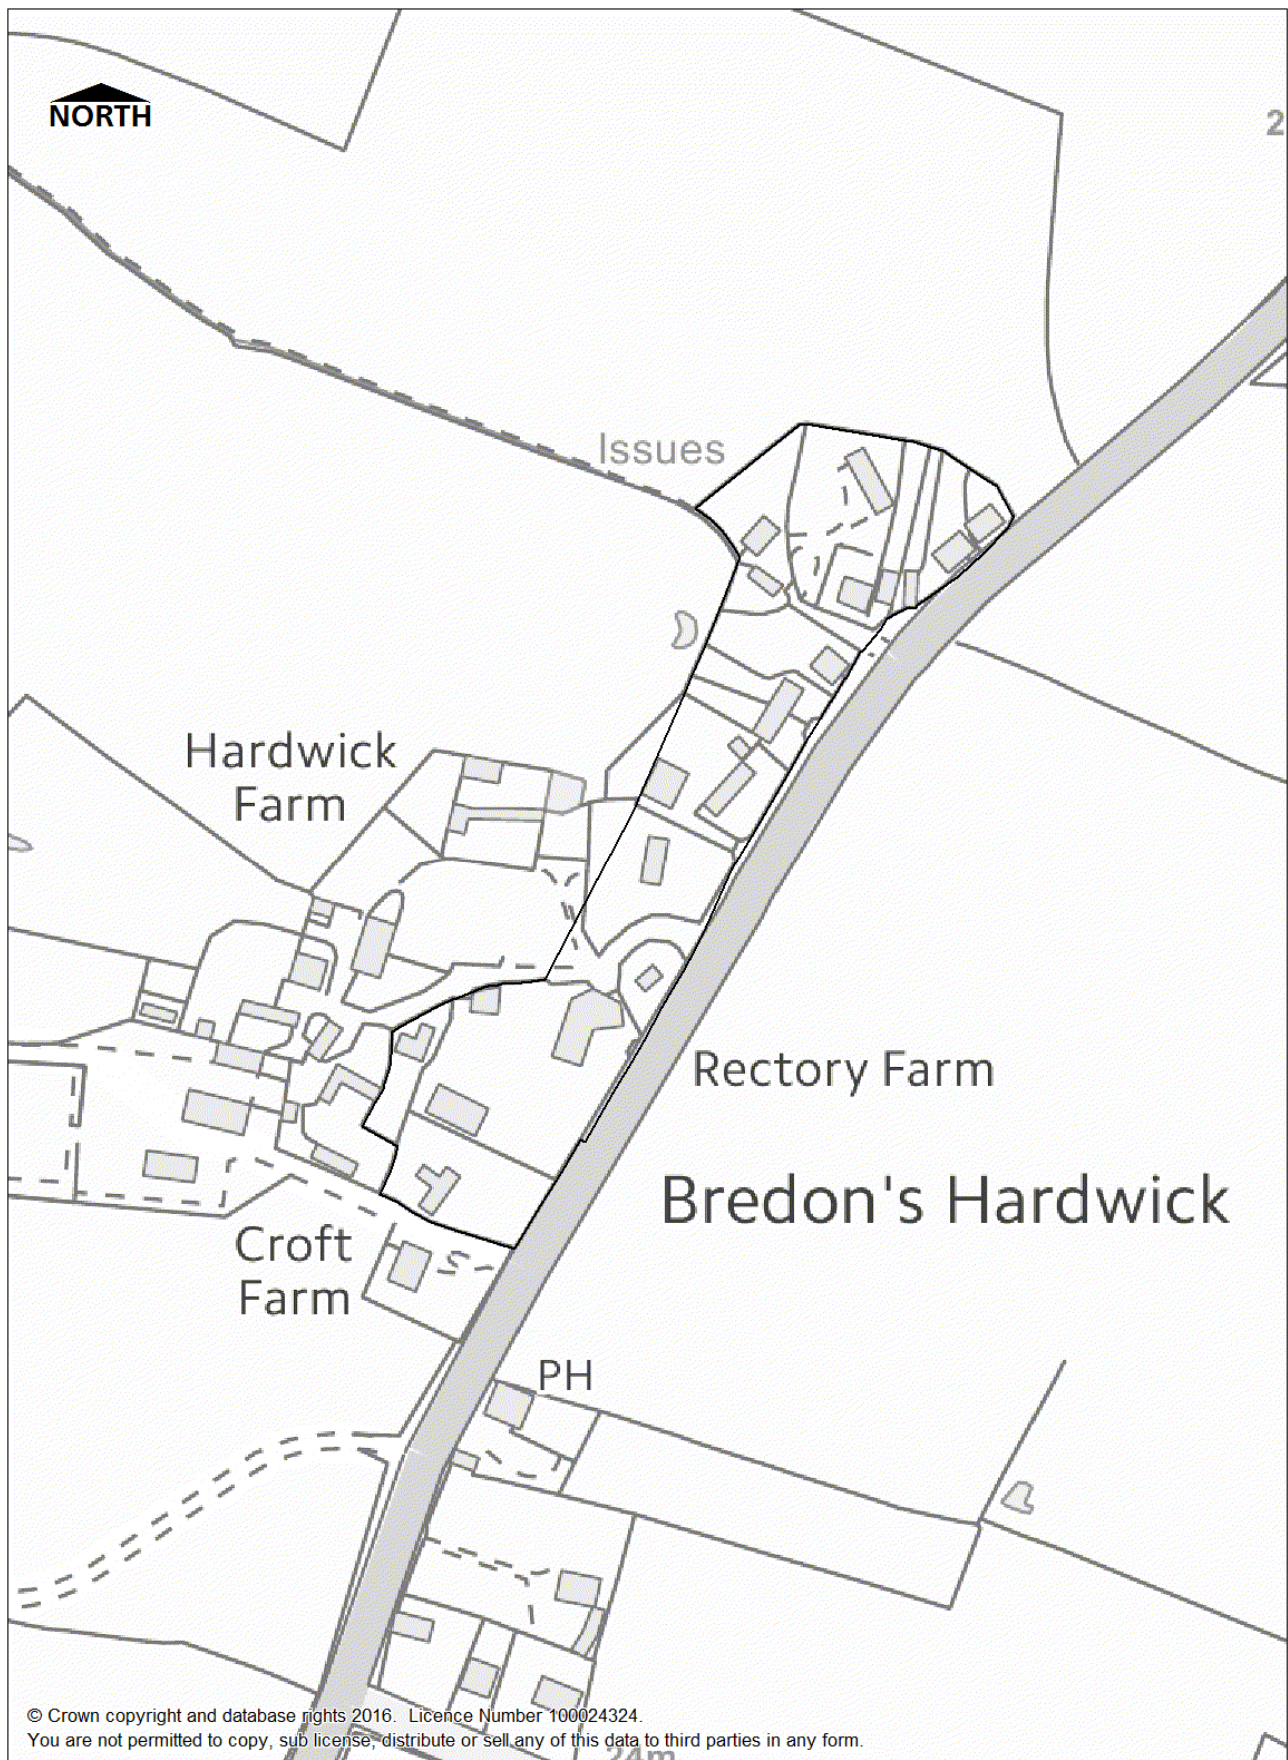 NORTH
2
Issues
Hardwick
Farm
Rectory Farm
Bredon's Hardwick
Croft
Farm
PH
© Crown copyright and database rights 2016. Licence Number 100024324.
You are not permitted to copy, sub license, distribute or sell any of this data to third parties in any form.
24m